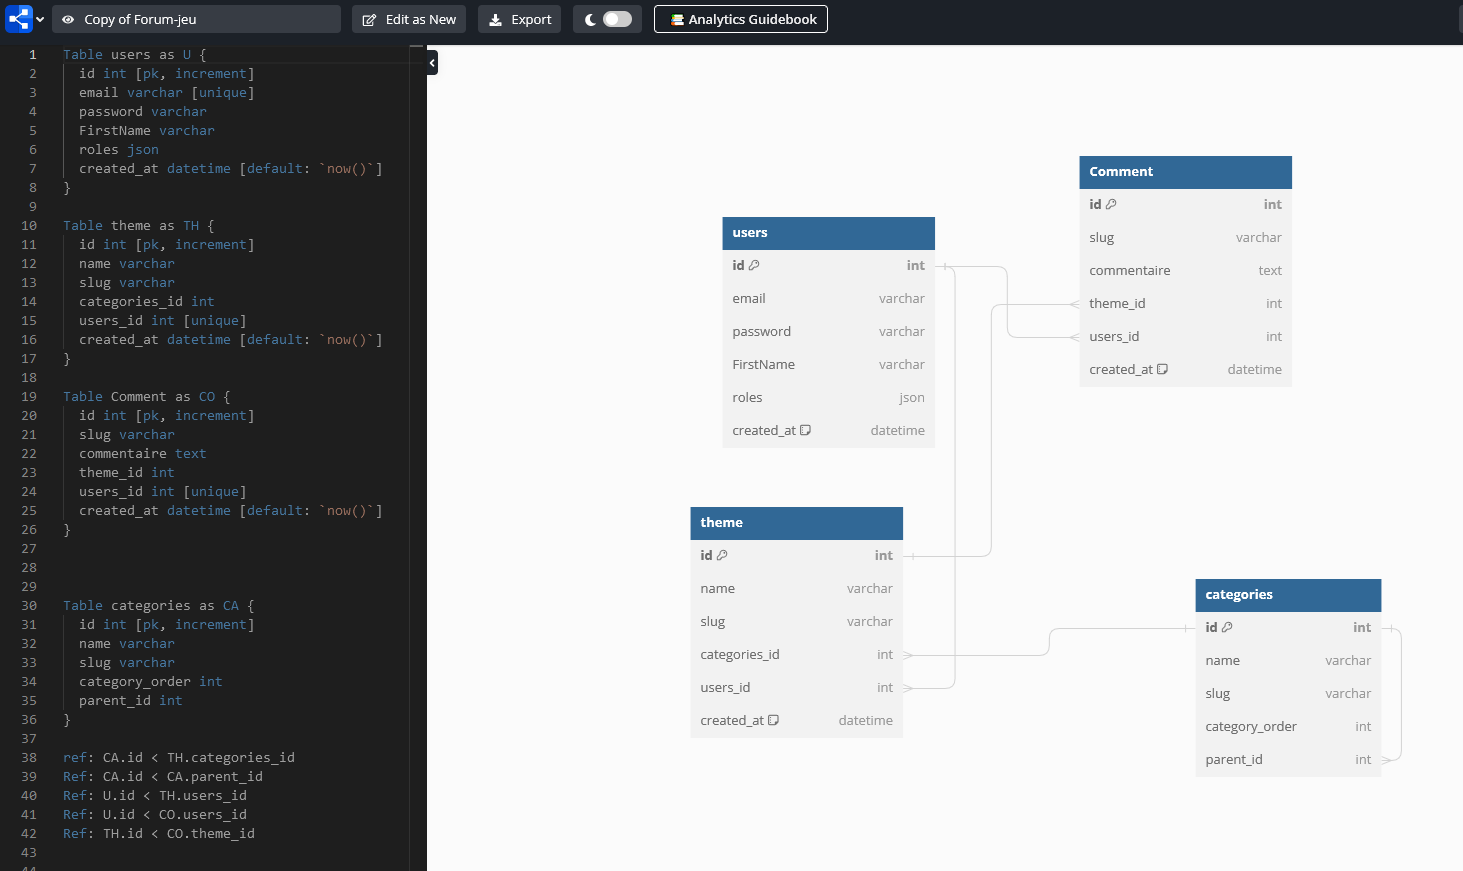 Copy of Forum-jeu
Edit as New
Export
Analytics Guidebook
1 Table users as U {
2 id int [pk, increment]
3 email varchar [unique]
4 password varchar
5 FirstName varchar
6 roles json
7 created_at datetime [default: `now()`]
8 }
9
10 Table theme as TH {
11 id int [pk, increment]
12 name varchar
13 slug varchar
14 categories_id int
15 users_id int [unique]
16 created_at datetime [default: `now()`]
17 }
18
19 Table Comment as CO {
20 id int [pk, increment]
21 slug varchar
22 commentaire text
23 theme_id int
24 users_id int [unique]
25 created_at datetime [default: `now()`]
26 }
27
28
29
30 Table categories as CA {
31 id int [pk, increment]
32 name varchar
33 slug varchar
34 category_order int
35 parent_id int
36 }
37
38 ref: CA.id < TH.categories_id
39 Ref: CA.id < CA.parent_id
40 Ref: U.id < TH.users_id
41 Ref: U.id < CO.users_id
42 Ref: TH.id < CO.theme_id
43
44
users
id int
email varchar
password varchar
FirstName varchar
roles json
created_at datetime
Comment
id int
slug varchar
commentaire text
theme_id int
users_id int
created_at datetime
theme
id int
name varchar
slug varchar
categories_id int
users_id int
created_at datetime
categories
id int
name varchar
slug varchar
category_order int
parent_id int